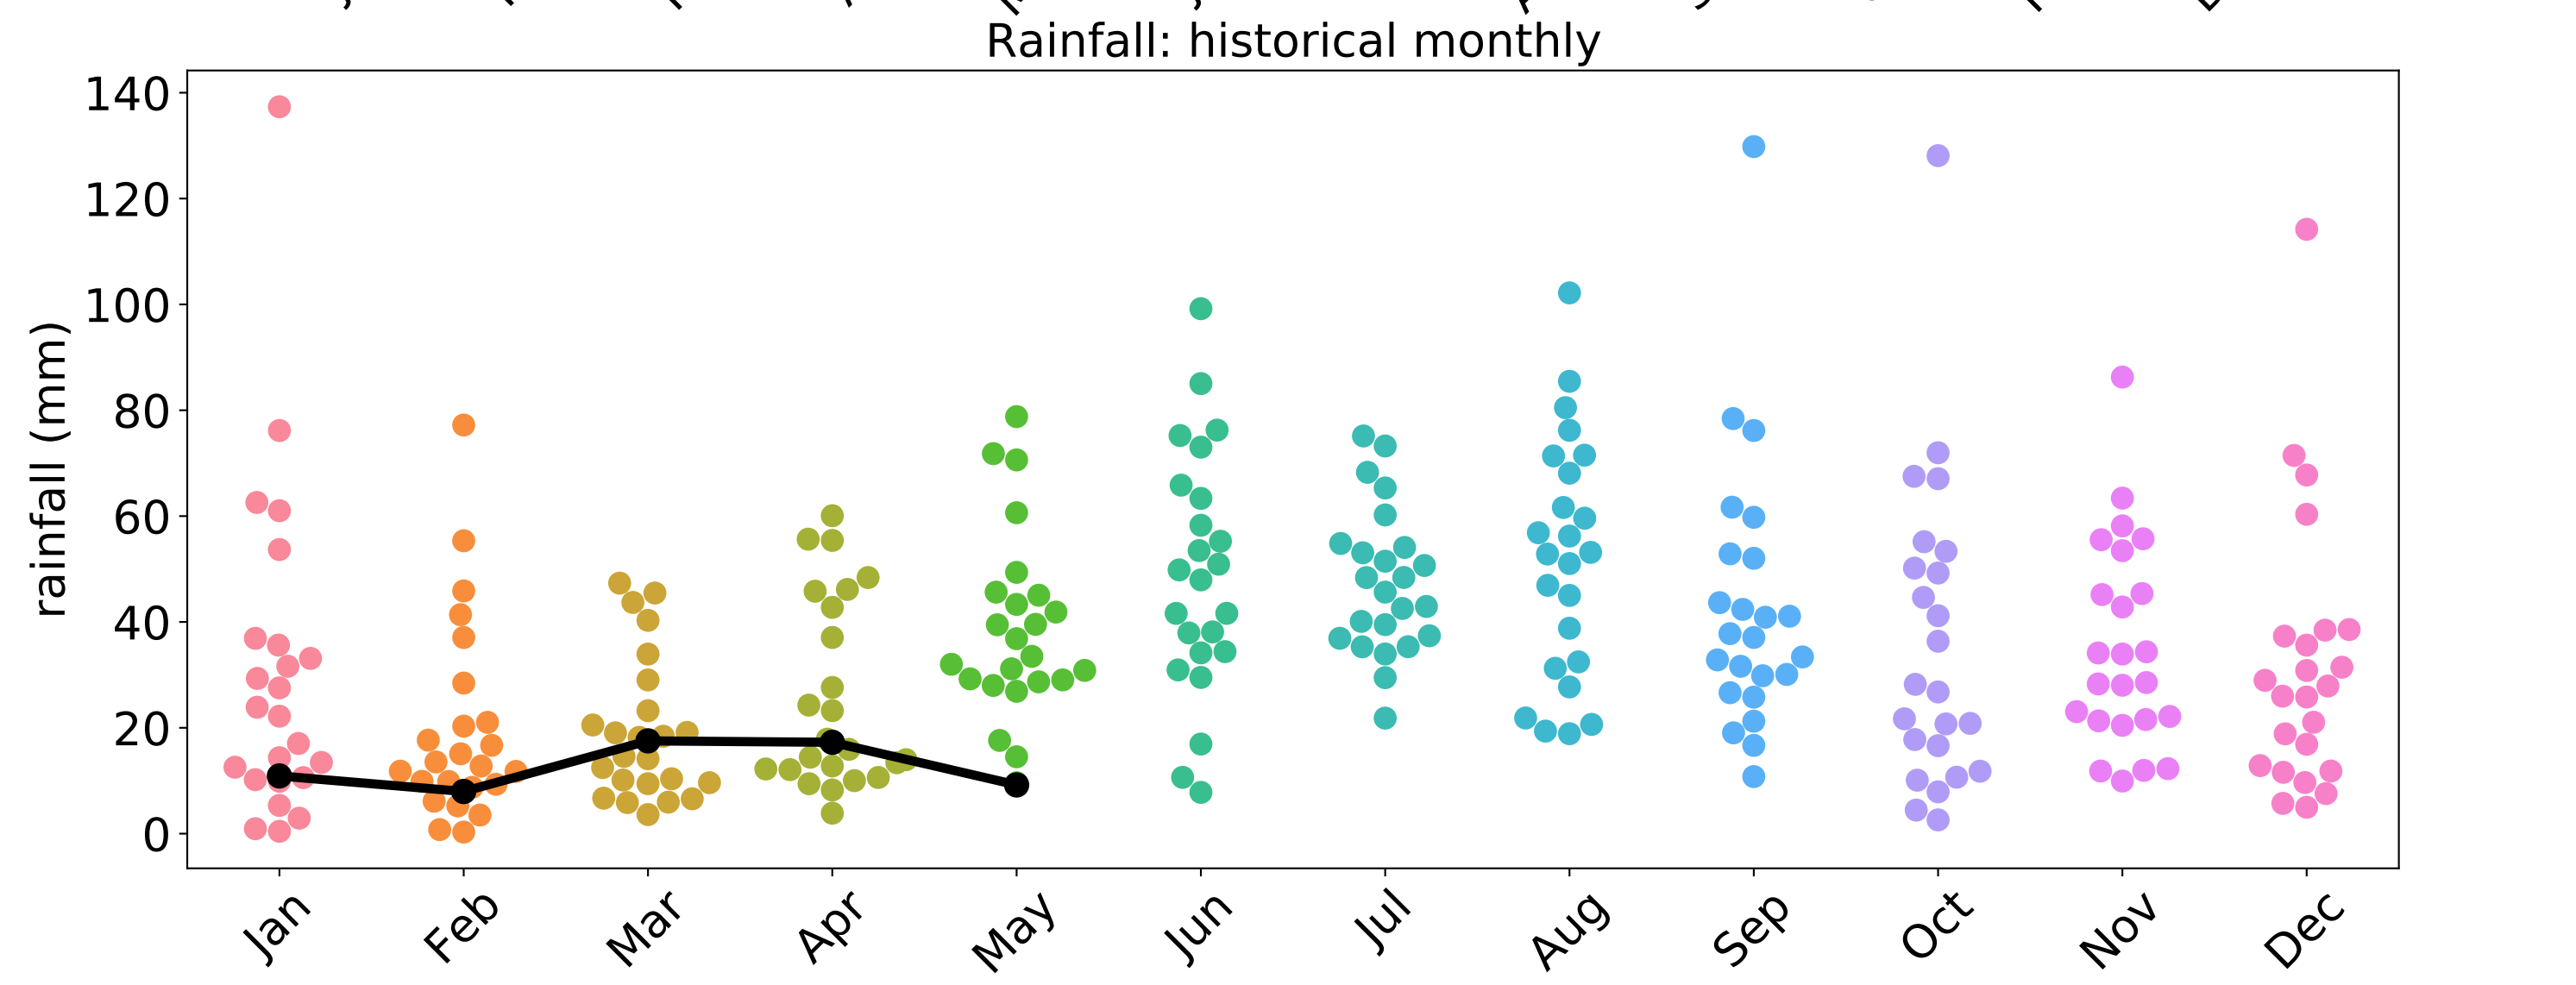 Rainfall: historical monthly
rainfall (mm)
140
120
100
80
60
40
20
0
Jan
Feb
Mar
Apr
May
Jun
Jul
Aug
Sep
Oct
Nov
Dec